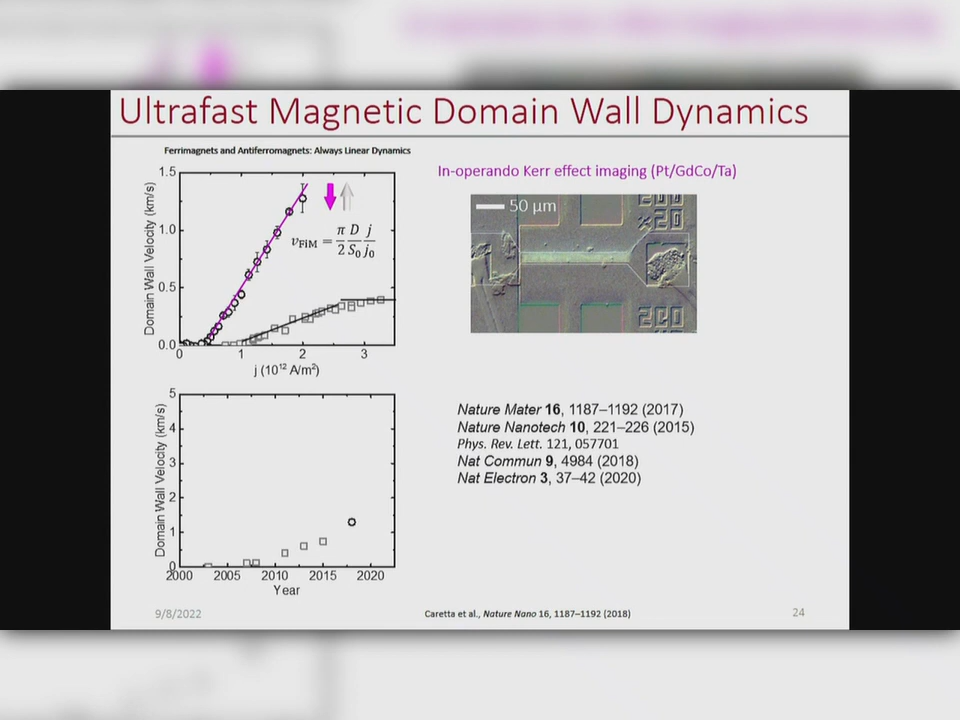 Ultrafast Magnetic Domain Wall Dynamics
Ferrimagnets and Antiferromagnets: Always Linear Dynamics
In-operando Kerr effect imaging (Pt/GdCo/Ta)
Domain Wall Velocity (km/s)
1.5
1.0
0.5
0.0
0 1 2 3
j (10¹² A/m²)
v_FiM = π/2 D/S₀ j/j₀
50 µm
Domain Wall Velocity (km/s)
5
4
3
2
1
0
2000 2005 2010 2015 2020
Year
Nature Mater 16, 1187–1192 (2017)
Nature Nanotech 10, 221–226 (2015)
Phys. Rev. Lett. 121, 057701
Nat Commun 9, 4984 (2018)
Nat Electron 3, 37–42 (2020)
9/8/2022
Caretta et al., Nature Nano 16, 1187–1192 (2018)
24